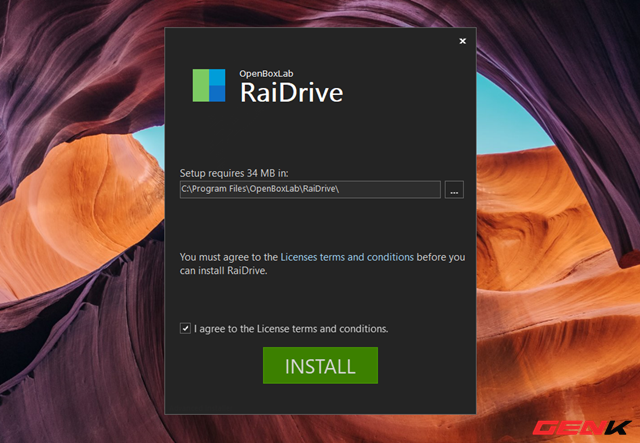 OpenBoxLab
RaiDrive
Setup requires 34 MB in:
C:\Program Files\OpenBoxLab\RaiDrive\
...
You must agree to the Licenses terms and conditions before you
can install RaiDrive.
I agree to the License terms and conditions.
INSTALL
GENK